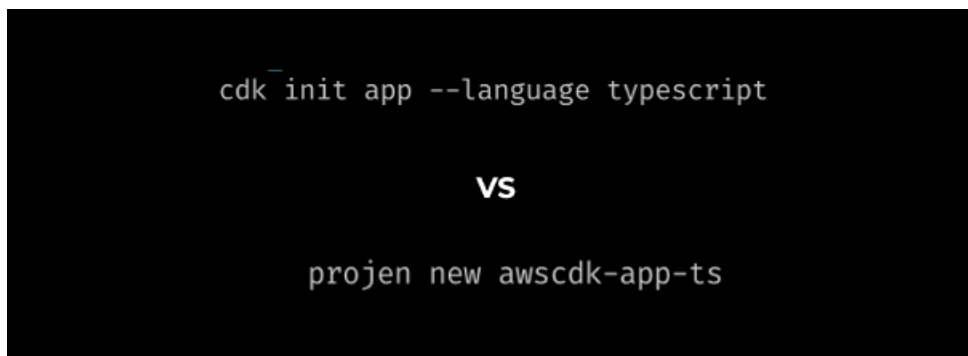 cdk init app --language typescript
vs
projen new awscdk-app-ts